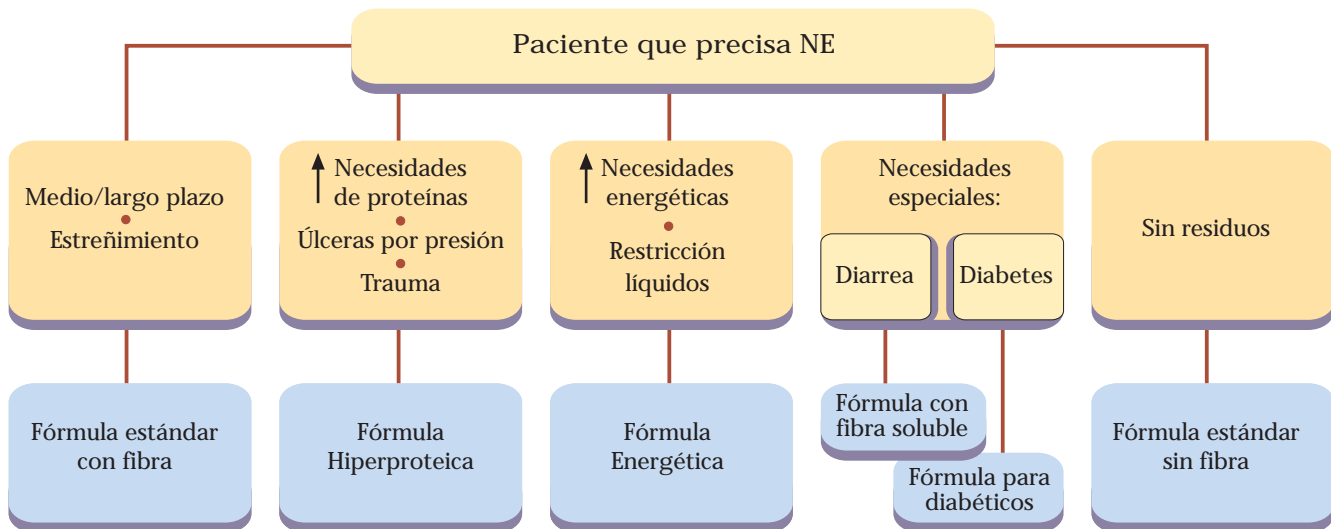 Paciente que precisa NE
Medio/largo plazo
•
Estreñimiento
↑ Necesidades
de proteínas
•
Úlceras por presión
•
Trauma
↑ Necesidades
energéticas
•
Restricción
líquidos
Necesidades
especiales:
Diarrea
Diabetes
Sin residuos
Fórmula estándar
con fibra
Fórmula
Hiperproteica
Fórmula
Energética
Fórmula con
fibra soluble
Fórmula para
diabéticos
Fórmula estándar
sin fibra